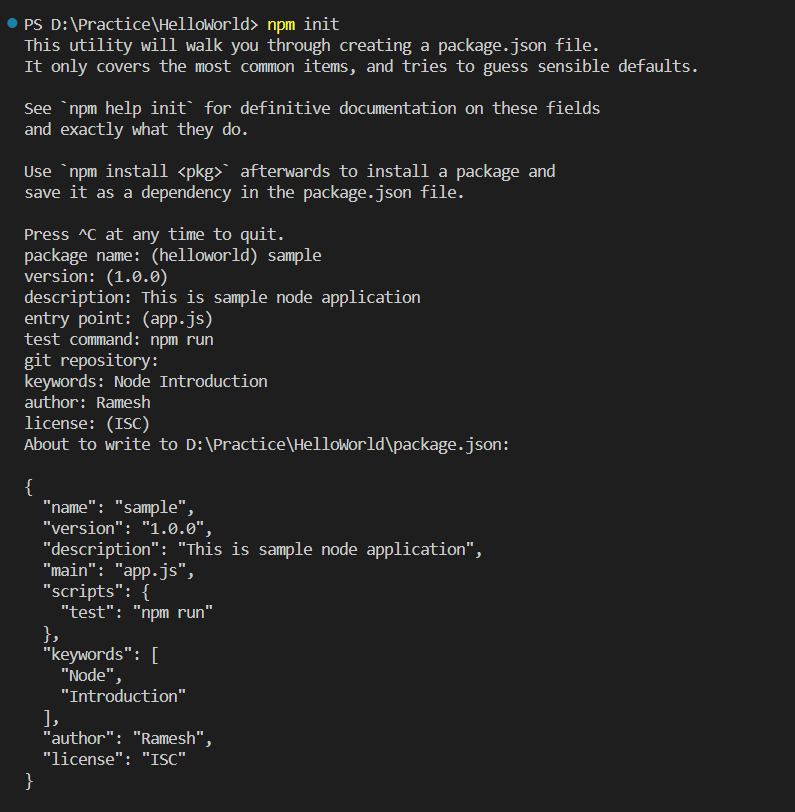 PS D:\Practice\HelloWorld> npm init
This utility will walk you through creating a package.json file.
It only covers the most common items, and tries to guess sensible defaults.

See `npm help init` for definitive documentation on these fields
and exactly what they do.

Use `npm install <pkg>` afterwards to install a package and
save it as a dependency in the package.json file.

Press ^C at any time to quit.
package name: (helloworld) sample
version: (1.0.0)
description: This is sample node application
entry point: (app.js)
test command: npm run
git repository:
keywords: Node Introduction
author: Ramesh
license: (ISC)
About to write to D:\Practice\HelloWorld\package.json:

{
  "name": "sample",
  "version": "1.0.0",
  "description": "This is sample node application",
  "main": "app.js",
  "scripts": {
    "test": "npm run"
  },
  "keywords": [
    "Node",
    "Introduction"
  ],
  "author": "Ramesh",
  "license": "ISC"
}